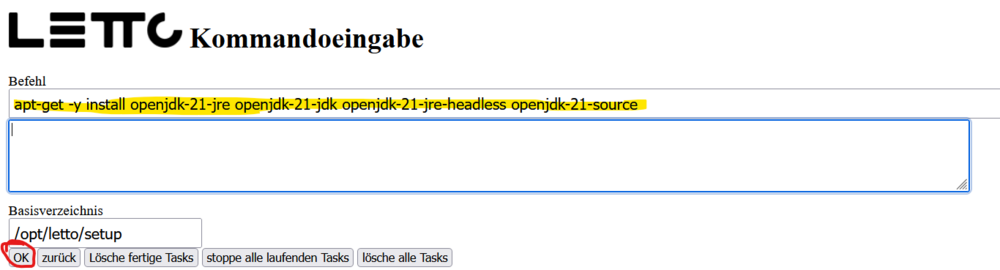 LETTO Kommandoeingabe
Befehl
apt-get -y install openjdk-21-jre openjdk-21-jdk openjdk-21-jre-headless openjdk-21-source
Basisverzeichnis
/opt/letto/setup
OK zurück Lösche fertige Tasks stoppe alle laufenden Tasks lösche alle Tasks